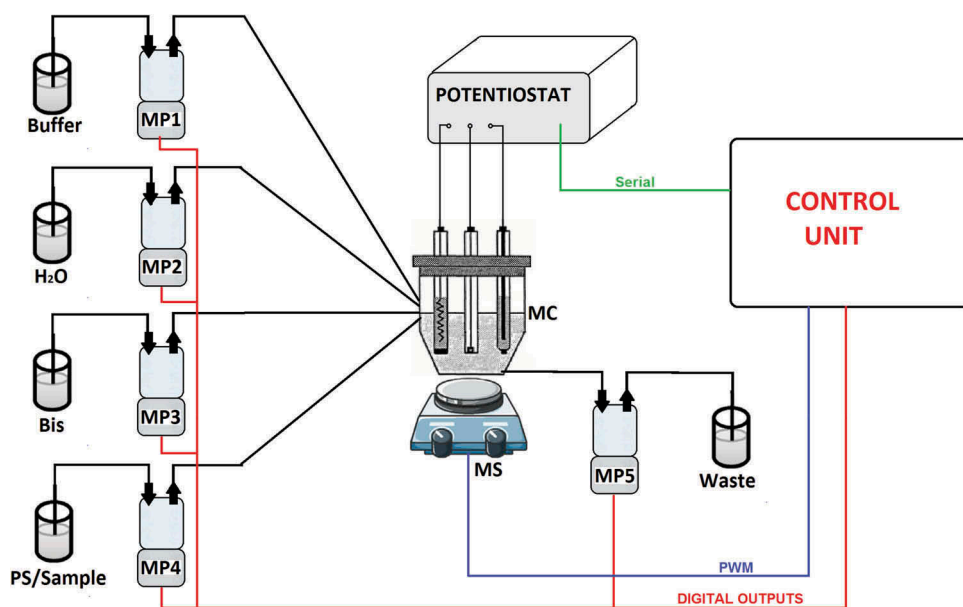 Buffer
MP1
H₂O
MP2
Bis
MP3
PS/Sample
MP4
POTENTIOSTAT
Serial
CONTROL
UNIT
MC
MS
MP5
Waste
PWM
DIGITAL OUTPUTS